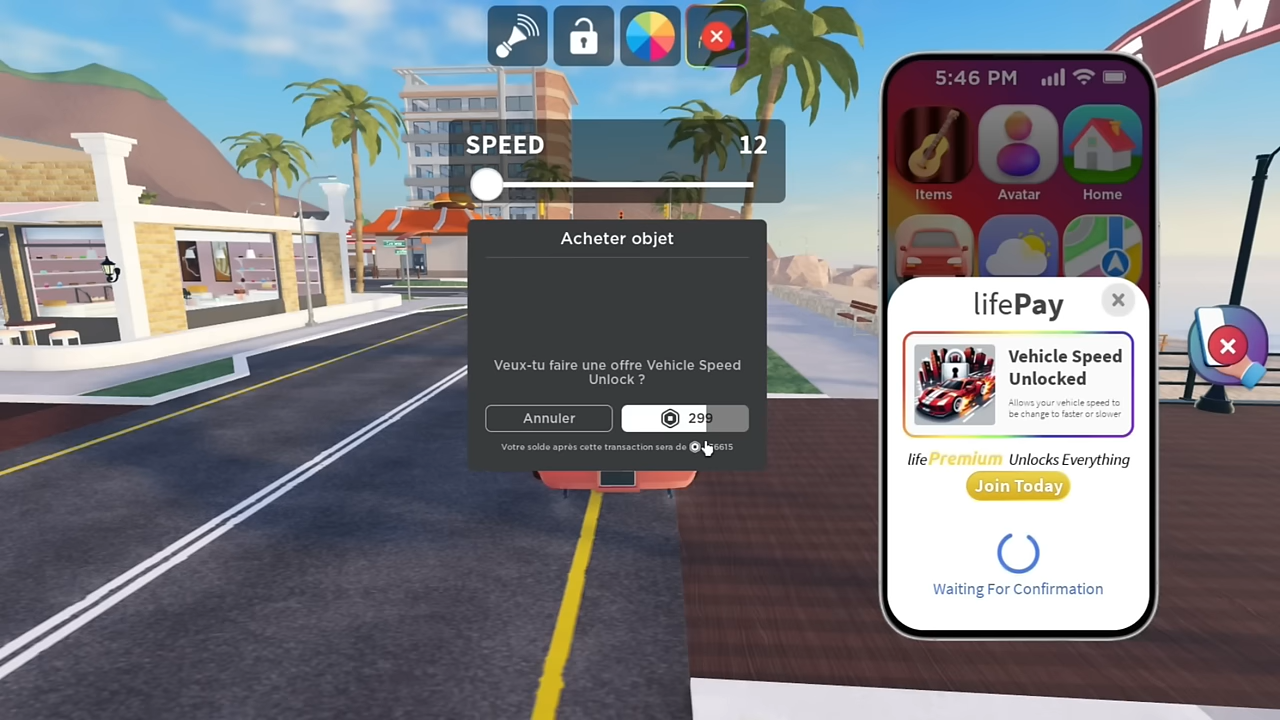 5:46 PM
SPEED
12
Items
Avatar
Home
Acheter objet
Veux-tu faire une offre Vehicle Speed
Unlock ?
Annuler
299
Votre solde après cette transaction sera de
6615
lifePay
Vehicle Speed
Unlocked
Allows your vehicle speed to
be change to faster or slower
lifePremium Unlocks Everything
Join Today
Waiting For Confirmation
M